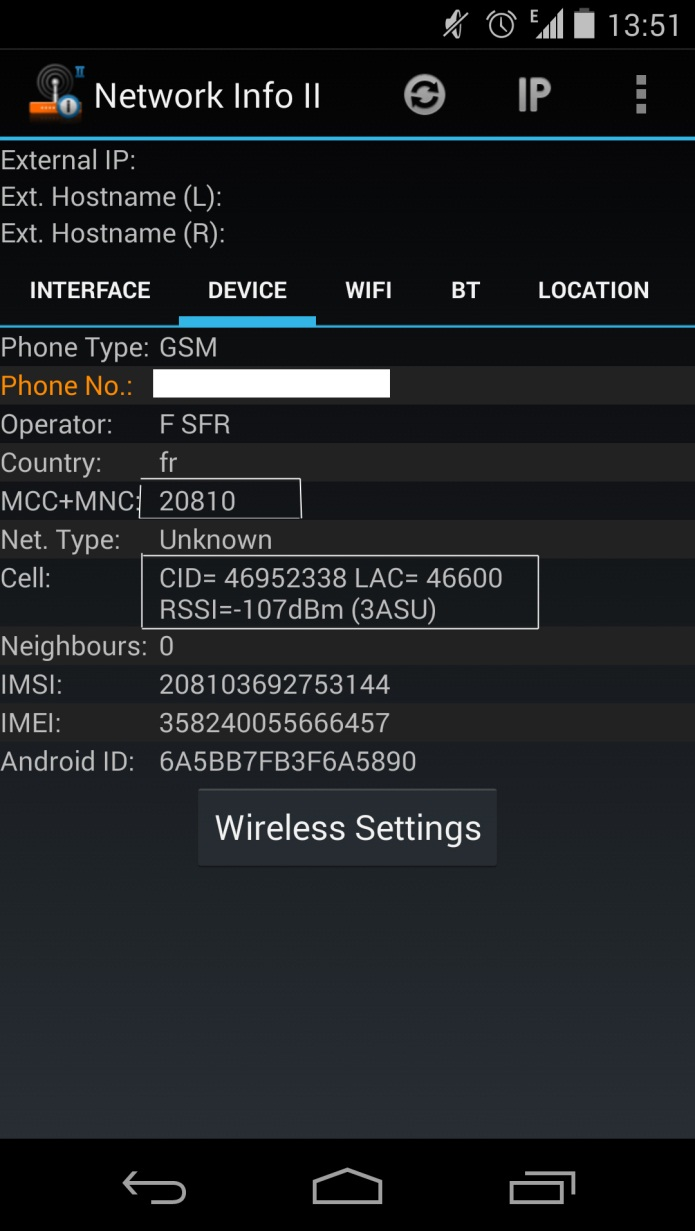 E 13:51
II
Network Info II IP
External IP:
Ext. Hostname (L):
Ext. Hostname (R):
INTERFACE DEVICE WIFI BT LOCATION
Phone Type: GSM
Phone No.:
Operator: F SFR
Country: fr
MCC+MNC: 20810
Net. Type: Unknown
Cell: CID= 46952338 LAC= 46600
RSSI=-107dBm (3ASU)
Neighbours: 0
IMSI: 208103692753144
IMEI: 358240055666457
Android ID: 6A5BB7FB3F6A5890
Wireless Settings